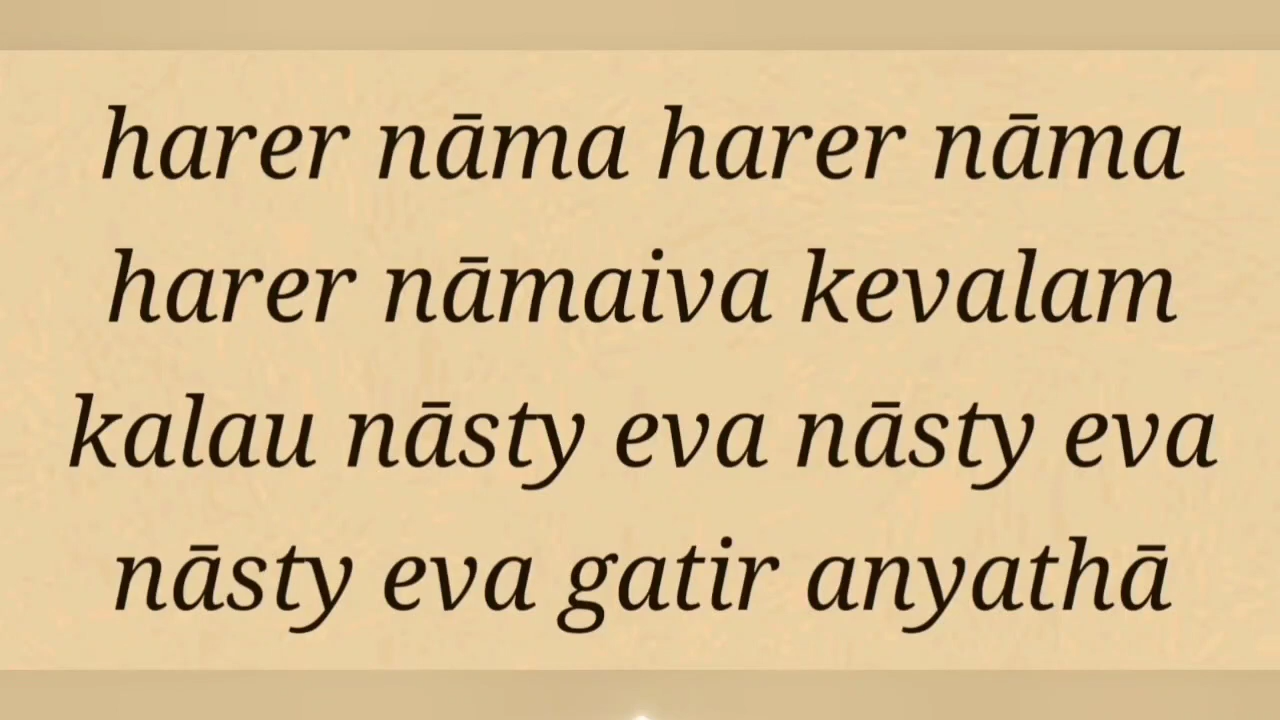 harer nāma harer nāma
harer nāmaiva kevalam
kalau nāsty eva nāsty eva
nāsty eva gatir anyathā